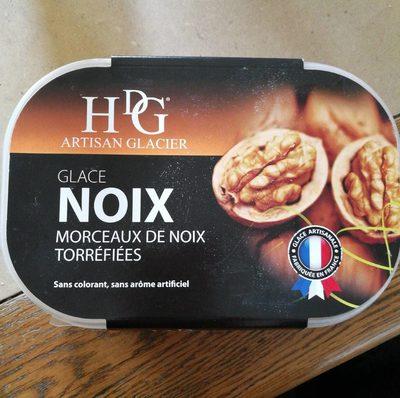 HDG®
ARTISAN GLACIER
GLACE
NOIX
MORCEAUX DE NOIX
TORRÉFIÉES
Sans colorant, sans arôme artificiel
GLACE ARTISANALE
FABRIQUÉE EN FRANCE